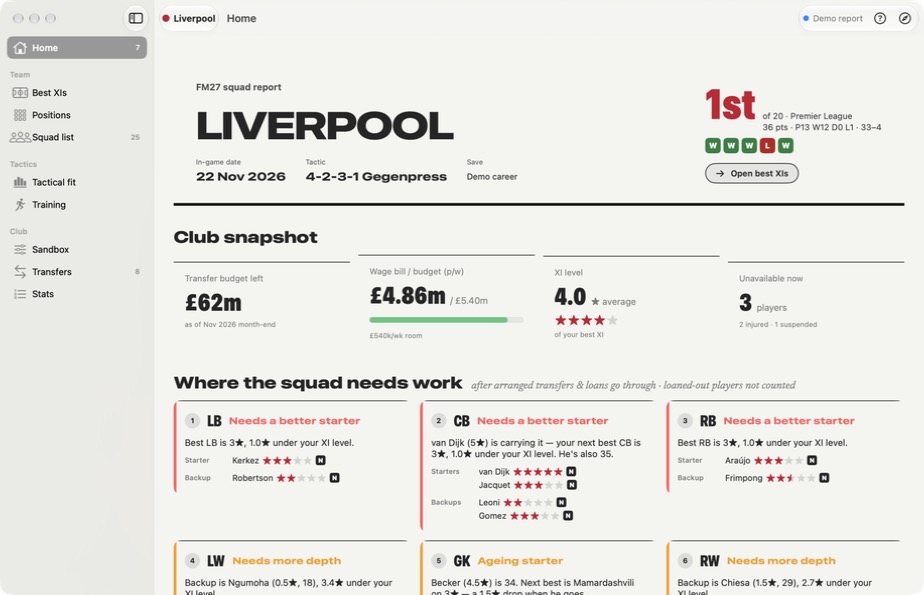 Liverpool
Home
Demo report
?
Home 7
Team
Best XIs
Positions
Squad list 25
Tactics
Tactical fit
Training
Club
Sandbox
Transfers 8
Stats
FM27 squad report
LIVERPOOL
In-game date
22 Nov 2026
Tactic
4-2-3-1 Gegenpress
Save
Demo career
1st
of 20 · Premier League
36 pts · P13 W12 D0 L1 · 33–4
W W W L W
→ Open best XIs
Club snapshot
Transfer budget left
£62m
as of Nov 2026 month-end
Wage bill / budget (p/w)
£4.86m / £5.40m
£540k/wk room
XI level
4.0 ★ average
★★★★★
of your best XI
Unavailable now
3 players
2 injured · 1 suspended
Where the squad needs work after arranged transfers & loans go through · loaned-out players not counted
1 LB Needs a better starter
Best LB is 3★, 1.0★ under your XI level.
Starter Kerkez ★★★★★ N
Backup Robertson ★★★★★ N
2 CB Needs a better starter
van Dijk (5★) is carrying it — your next best CB is
3★, 1.0★ under your XI level. He's also 35.
Starters van Dijk ★★★★★ N
Jacquet ★★★★★ N
Backups Leoni ★★★★★ N
Gomez ★★★★★ N
3 RB Needs a better starter
Best RB is 3★, 1.0★ under your XI level.
Starter Araújo ★★★★★ N
Backup Frimpong ★★★★★ N
4 LW Needs more depth
Backup is Ngumoha (0.5★, 18), 3.4★ under your
XI level.
5 GK Ageing starter
Becker (4.5★) is 34. Next best is Mamardashvili
on 3★ — a 1.5★ drop when he goes.
6 RW Needs more depth
Backup is Chiesa (1.5★, 29), 2.7★ under your
XI level.